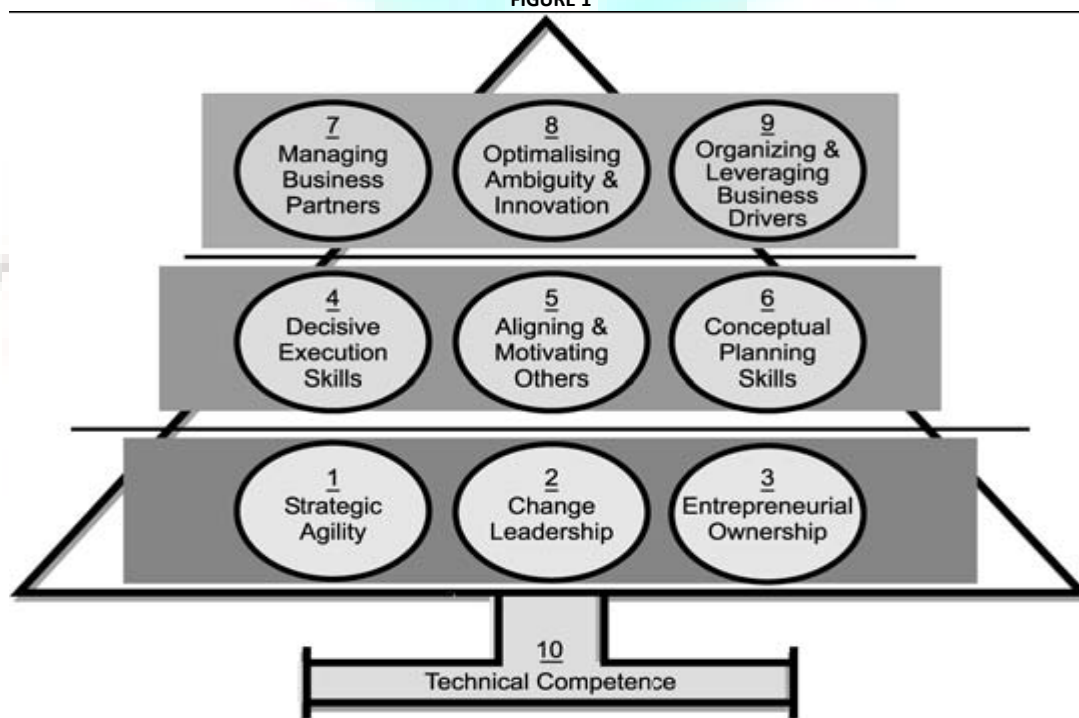 FIGURE 1
7
Managing
Business
Partners
8
Optimalising
Ambiguity &
Innovation
9
Organizing &
Leveraging
Business
Drivers
4
Decisive
Execution
Skills
5
Aligning &
Motivating
Others
6
Conceptual
Planning
Skills
1
Strategic
Agility
2
Change
Leadership
3
Entrepreneurial
Ownership
10
Technical Competence